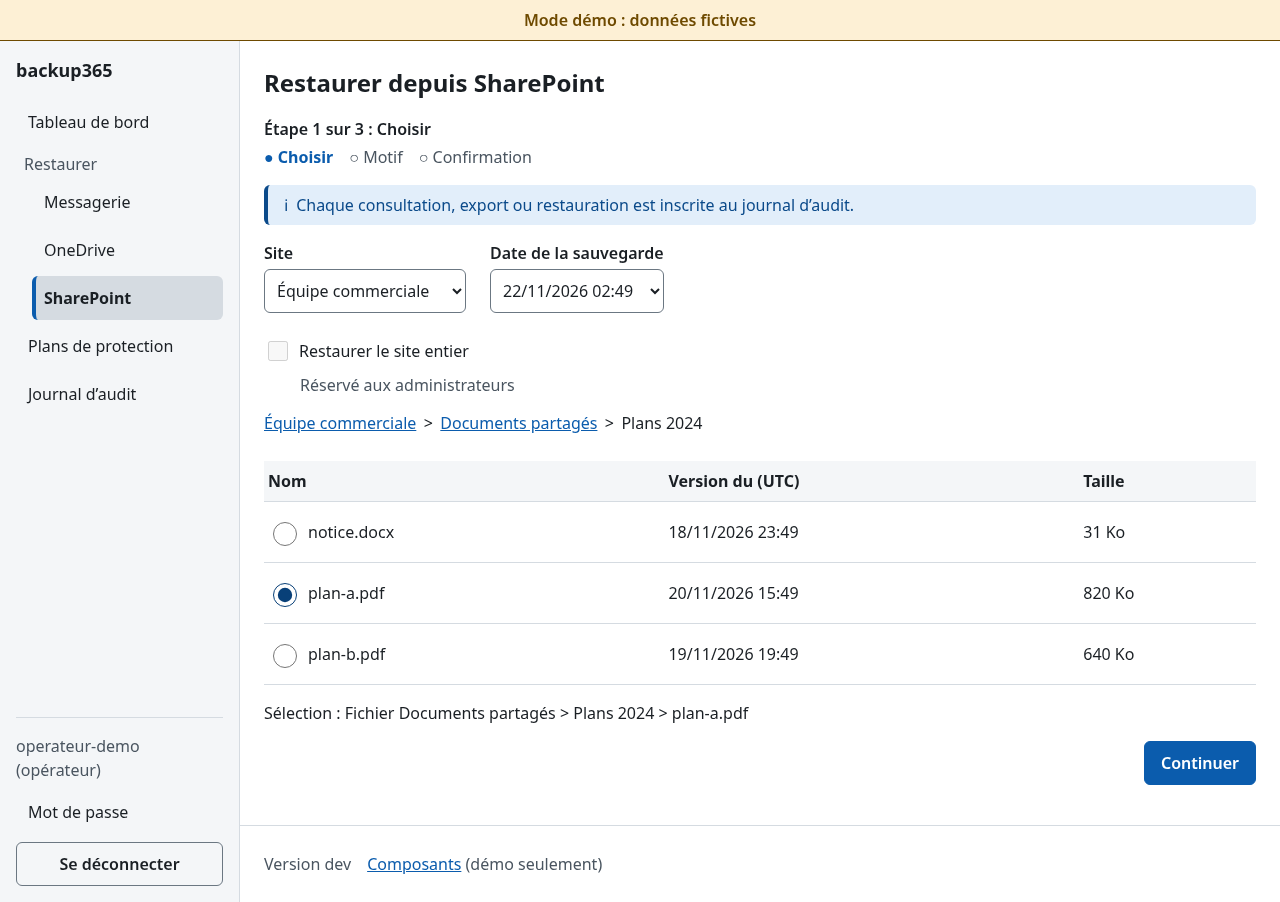 Mode démo : données fictives
backup365
Tableau de bord
Restaurer
Messagerie
OneDrive
SharePoint
Plans de protection
Journal d’audit
operateur-demo
(opérateur)
Mot de passe
Se déconnecter
Restaurer depuis SharePoint
Étape 1 sur 3 : Choisir
● Choisir ○ Motif ○ Confirmation
i Chaque consultation, export ou restauration est inscrite au journal d’audit.
Site Date de la sauvegarde
Équipe commerciale 22/11/2026 02:49
Restaurer le site entier
Réservé aux administrateurs
Équipe commerciale > Documents partagés > Plans 2024
Nom Version du (UTC) Taille
notice.docx 18/11/2026 23:49 31 Ko
plan-a.pdf 20/11/2026 15:49 820 Ko
plan-b.pdf 19/11/2026 19:49 640 Ko
Sélection : Fichier Documents partagés > Plans 2024 > plan-a.pdf
Continuer
Version dev Composants (démo seulement)